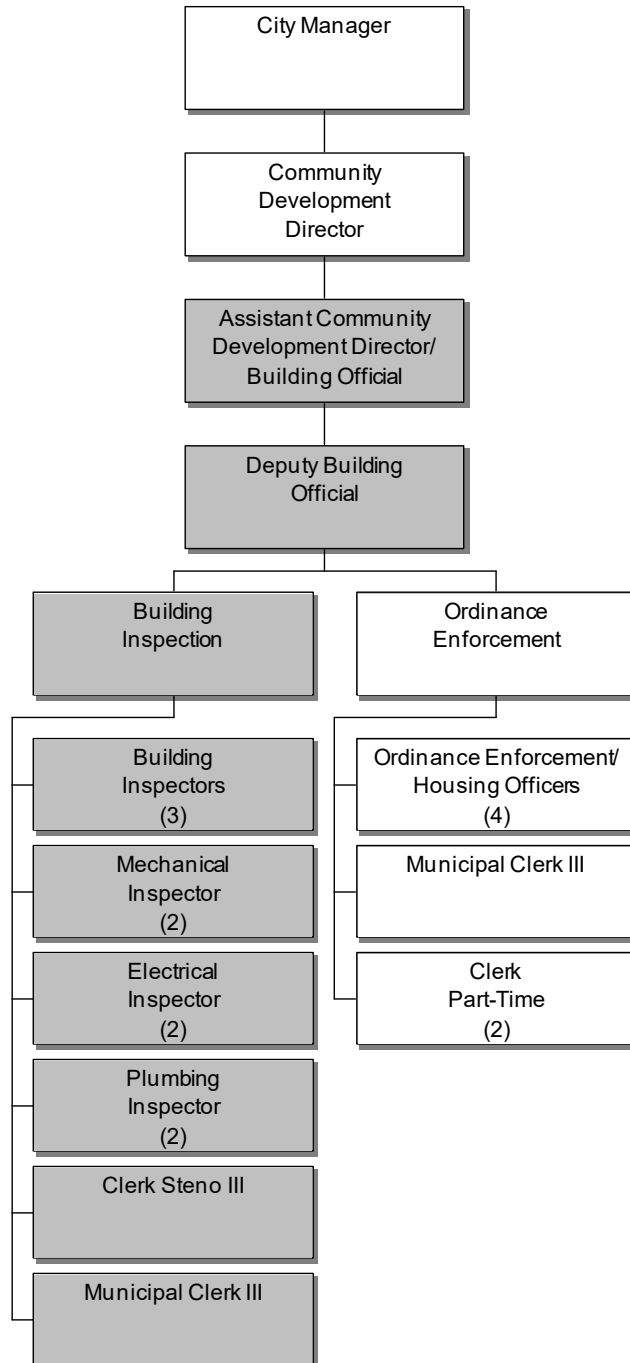 City Manager
Community
Development
Director
Assistant Community
Development Director/
Building Official
Deputy Building
Official
Building
Inspection
Ordinance
Enforcement
Building
Inspectors
(3)
Mechanical
Inspector
(2)
Electrical
Inspector
(2)
Plumbing
Inspector
(2)
Clerk Steno III
Municipal Clerk III
Ordinance Enforcement/
Housing Officers
(4)
Municipal Clerk III
Clerk
Part-Time
(2)